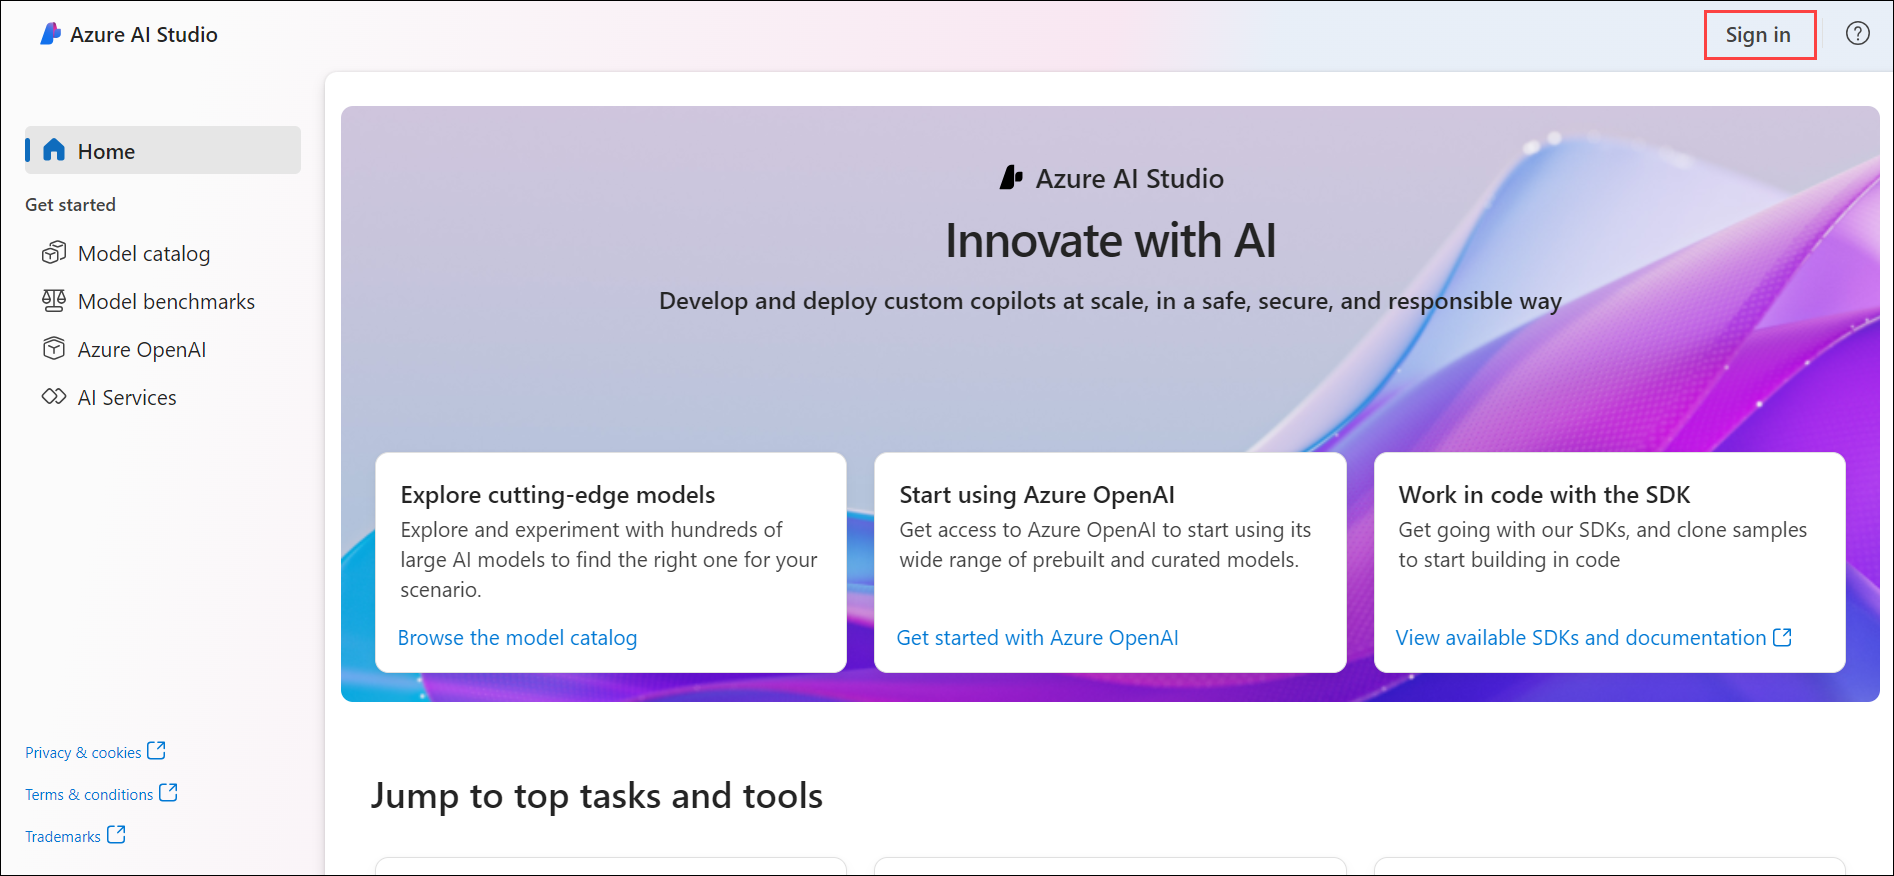 Azure AI Studio
Sign in
Home
Get started
Model catalog
Model benchmarks
Azure OpenAI
AI Services
Privacy & cookies
Terms & conditions
Trademarks
Azure AI Studio
Innovate with AI
Develop and deploy custom copilots at scale, in a safe, secure, and responsible way
Explore cutting-edge models
Explore and experiment with hundreds of
large AI models to find the right one for your
scenario.
Browse the model catalog
Start using Azure OpenAI
Get access to Azure OpenAI to start using its
wide range of prebuilt and curated models.
Get started with Azure OpenAI
Work in code with the SDK
Get going with our SDKs, and clone samples
to start building in code
View available SDKs and documentation
Jump to top tasks and tools